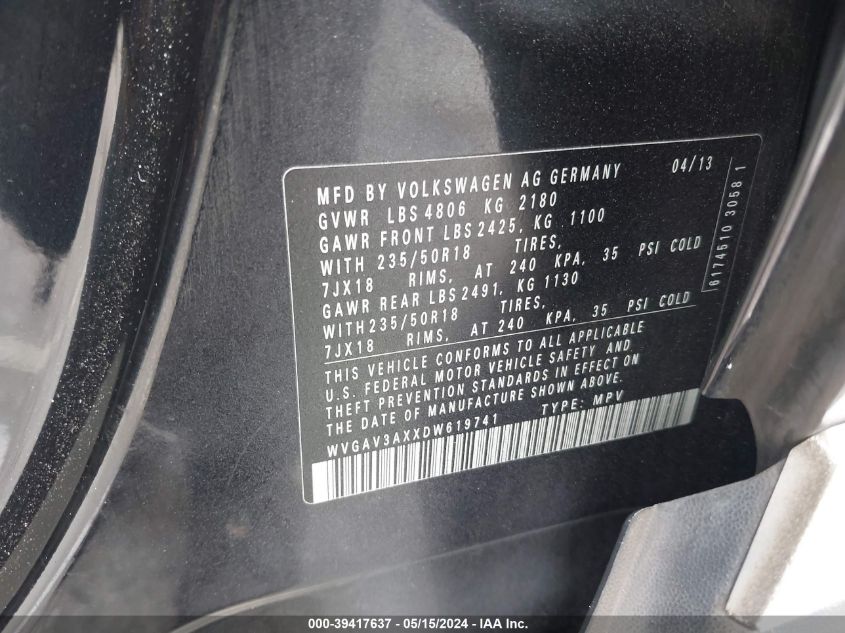 MFD BY VOLKSWAGEN AG GERMANY 04/13
GVWR LBS 4806 KG 2180
GAWR FRONT LBS 2425, KG 1100
WITH 235/50R18 TIRES,
7JX18 RIMS, AT 240 KPA, 35 PSI COLD
GAWR REAR LBS 2491, KG 1130
WITH 235/50R18 TIRES,
7JX18 RIMS, AT 240 KPA, 35 PSI COLD
THIS VEHICLE CONFORMS TO ALL APPLICABLE
U.S. FEDERAL MOTOR VEHICLE SAFETY AND
THEFT PREVENTION STANDARDS IN EFFECT ON
THE DATE OF MANUFACTURE SHOWN ABOVE.
WVGAV3AXXDW619741 TYPE: MPV
6174510 3058 1
000-39417637 - 05/15/2024 - IAA Inc.